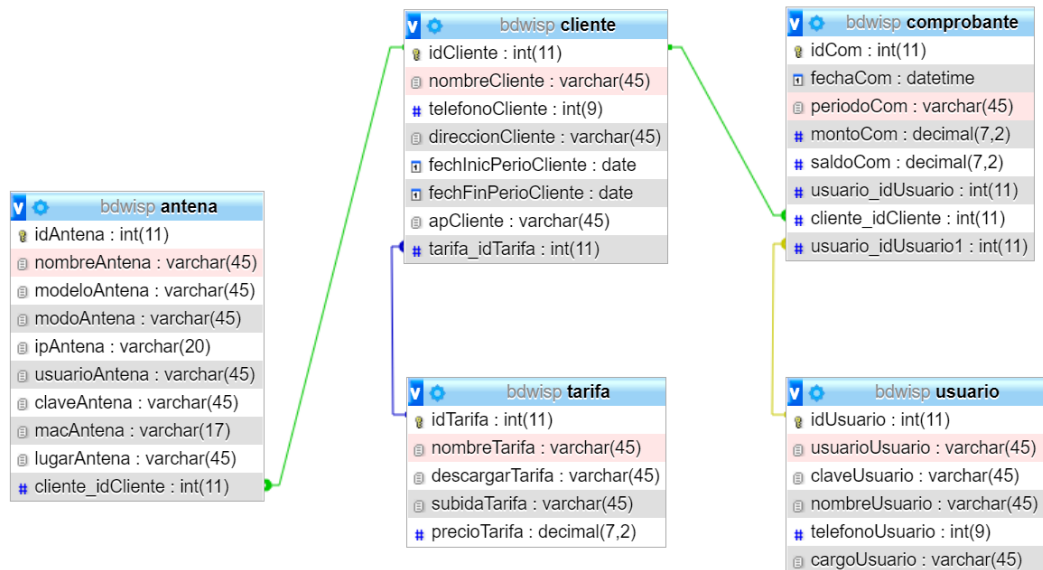 bdwisp antena
idAntena : int(11)
nombreAntena : varchar(45)
modeloAntena : varchar(45)
modoAntena : varchar(45)
ipAntena : varchar(20)
usuarioAntena : varchar(45)
claveAntena : varchar(45)
macAntena : varchar(17)
lugarAntena : varchar(45)
# cliente_idCliente : int(11)
bdwisp cliente
idCliente : int(11)
nombreCliente : varchar(45)
# telefonoCliente : int(9)
direccionCliente : varchar(45)
fechInicPerioCliente : date
fechFinPerioCliente : date
apCliente : varchar(45)
# tarifa_idTarifa : int(11)
bdwisp tarifa
idTarifa : int(11)
nombreTarifa : varchar(45)
descargarTarifa : varchar(45)
subidaTarifa : varchar(45)
# precioTarifa : decimal(7,2)
bdwisp comprobante
idCom : int(11)
fechaCom : datetime
periodoCom : varchar(45)
# montoCom : decimal(7,2)
# saldoCom : decimal(7,2)
# usuario_idUsuario : int(11)
# cliente_idCliente : int(11)
# usuario_idUsuario1 : int(11)
bdwisp usuario
idUsuario : int(11)
usuarioUsuario : varchar(45)
claveUsuario : varchar(45)
nombreUsuario : varchar(45)
# telefonoUsuario : int(9)
cargoUsuario : varchar(45)